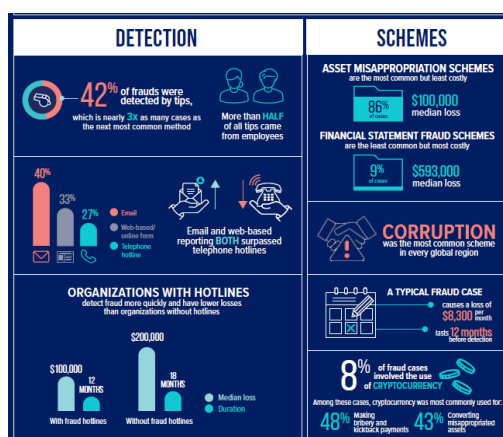 DETECTION
42% of frauds were
detected by tips,
which is nearly 3x as many cases as
the next most common method
More than HALF
of all tips came
from employees
40%
33%
27%
Email
Web-based/
online form
Telephone
hotline
Email and web-based
reporting BOTH surpassed
telephone hotlines
ORGANIZATIONS WITH HOTLINES
detect fraud more quickly and have lower losses
than organizations without hotlines
$100,000
12
MONTHS
With fraud hotlines
$200,000
18
MONTHS
Without fraud hotlines
Median loss
Duration
SCHEMES
ASSET MISAPPROPRIATION SCHEMES
are the most common but least costly
86%
of cases
$100,000
median loss
FINANCIAL STATEMENT FRAUD SCHEMES
are the least common but most costly
9%
of cases
$593,000
median loss
CORRUPTION
was the most common scheme
in every global region
A TYPICAL FRAUD CASE
causes a loss of
$8,300 per month
lasts 12 months
before detection
8% of fraud cases
involved the use
of CRYPTOCURRENCY
Among these cases, cryptocurrency was most commonly used for:
48% Making
bribery and
kickback payments
43% Converting
misappropriated
assets